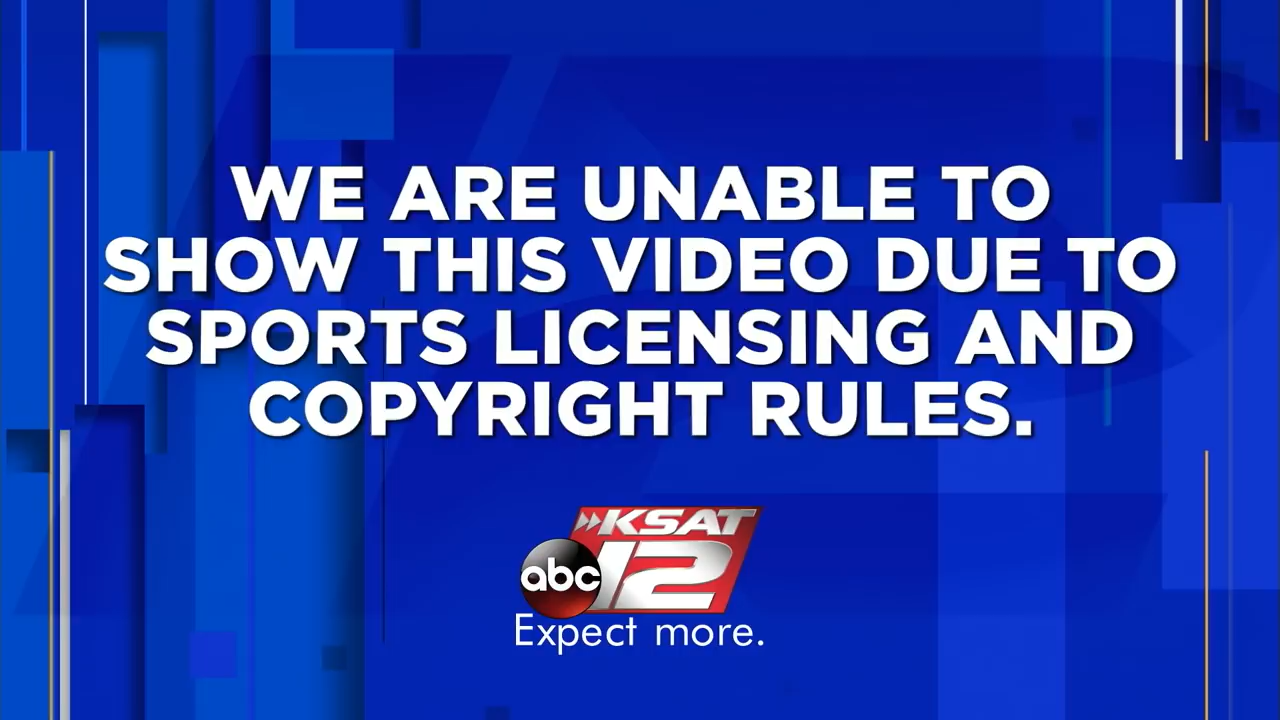 WE ARE UNABLE TO
SHOW THIS VIDEO DUE TO
SPORTS LICENSING AND
COPYRIGHT RULES.
KSAT
abc 12
Expect more.